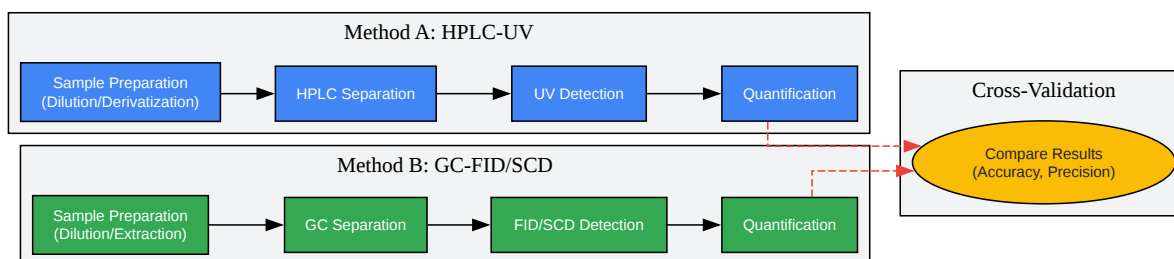 Method A: HPLC-UV
Sample Preparation
(Dilution/Derivatization)
HPLC Separation
UV Detection
Quantification
Method B: GC-FID/SCD
Sample Preparation
(Dilution/Extraction)
GC Separation
FID/SCD Detection
Quantification
Cross-Validation
Compare Results
(Accuracy, Precision)